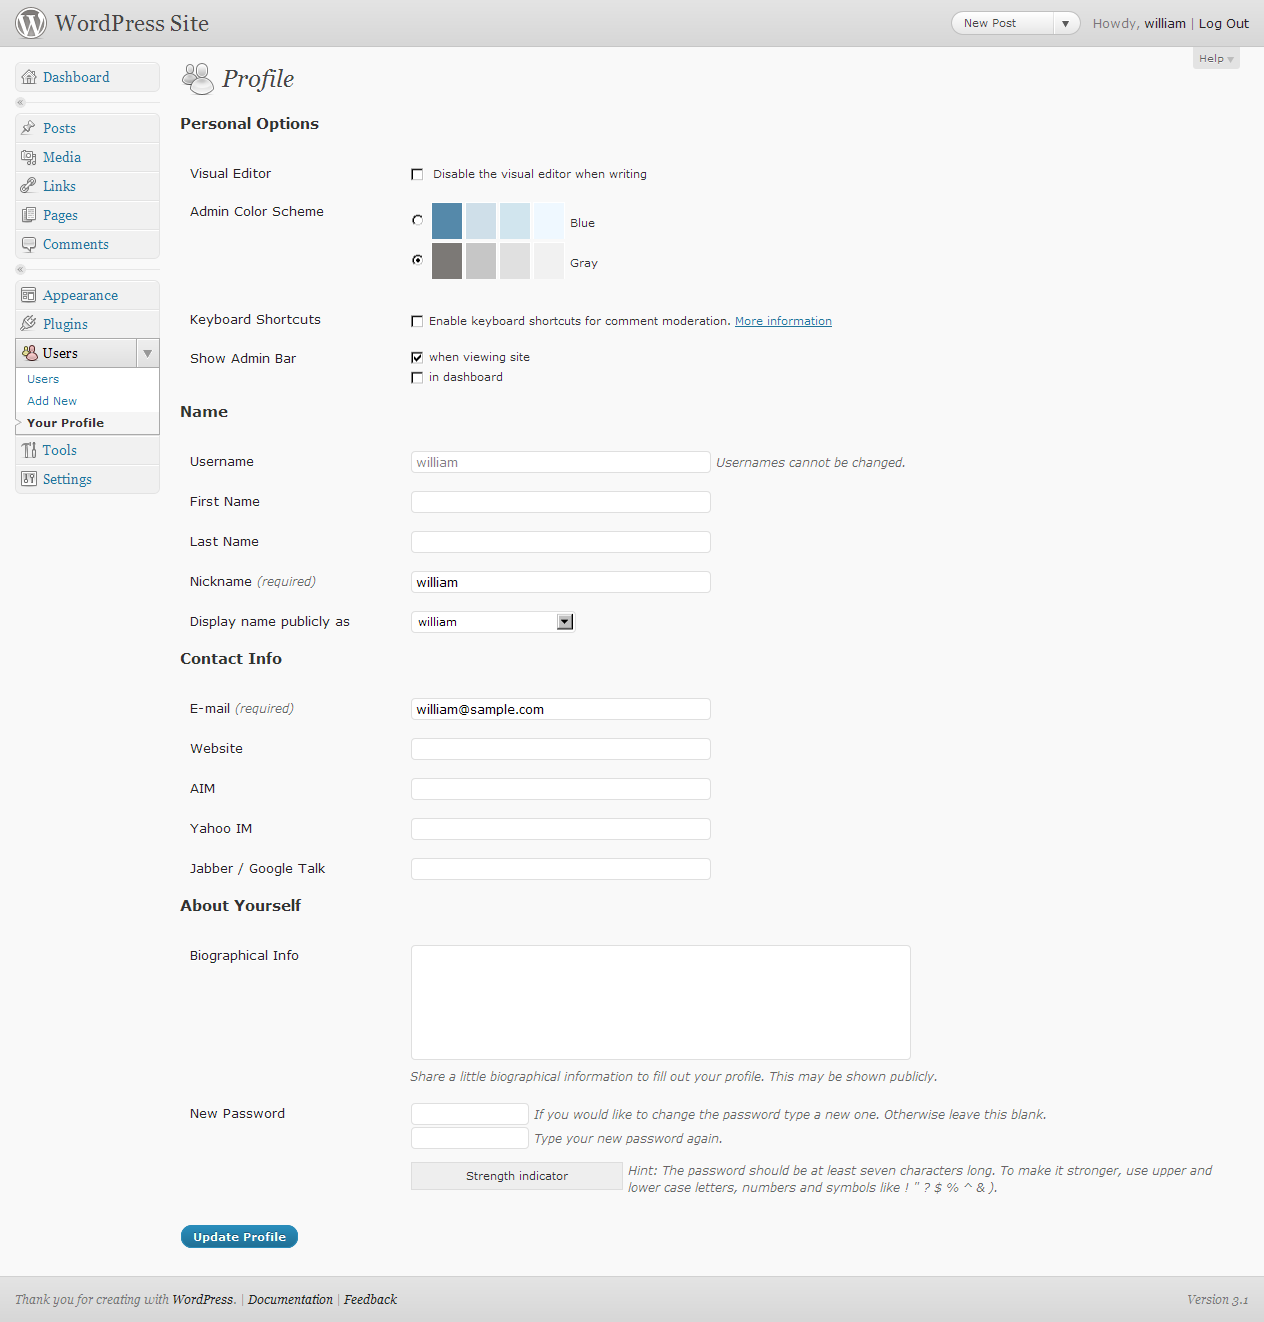 WordPress Site
New Post
Howdy, william | Log Out
Help
Dashboard
Posts
Media
Links
Pages
Comments
Appearance
Plugins
Users
Users
Add New
Your Profile
Tools
Settings
Profile
Personal Options
Visual Editor
Disable the visual editor when writing
Admin Color Scheme
Blue
Gray
Keyboard Shortcuts
Enable keyboard shortcuts for comment moderation. More information
Show Admin Bar
when viewing site
in dashboard
Name
Username
william
Usernames cannot be changed.
First Name
Last Name
Nickname (required)
william
Display name publicly as
william
Contact Info
E-mail (required)
william@sample.com
Website
AIM
Yahoo IM
Jabber / Google Talk
About Yourself
Biographical Info
Share a little biographical information to fill out your profile. This may be shown publicly.
New Password
If you would like to change the password type a new one. Otherwise leave this blank.
Type your new password again.
Strength indicator
Hint: The password should be at least seven characters long. To make it stronger, use upper and
lower case letters, numbers and symbols like ! " ? $ % ^ & ).
Update Profile
Thank you for creating with WordPress. | Documentation | Feedback
Version 3.1